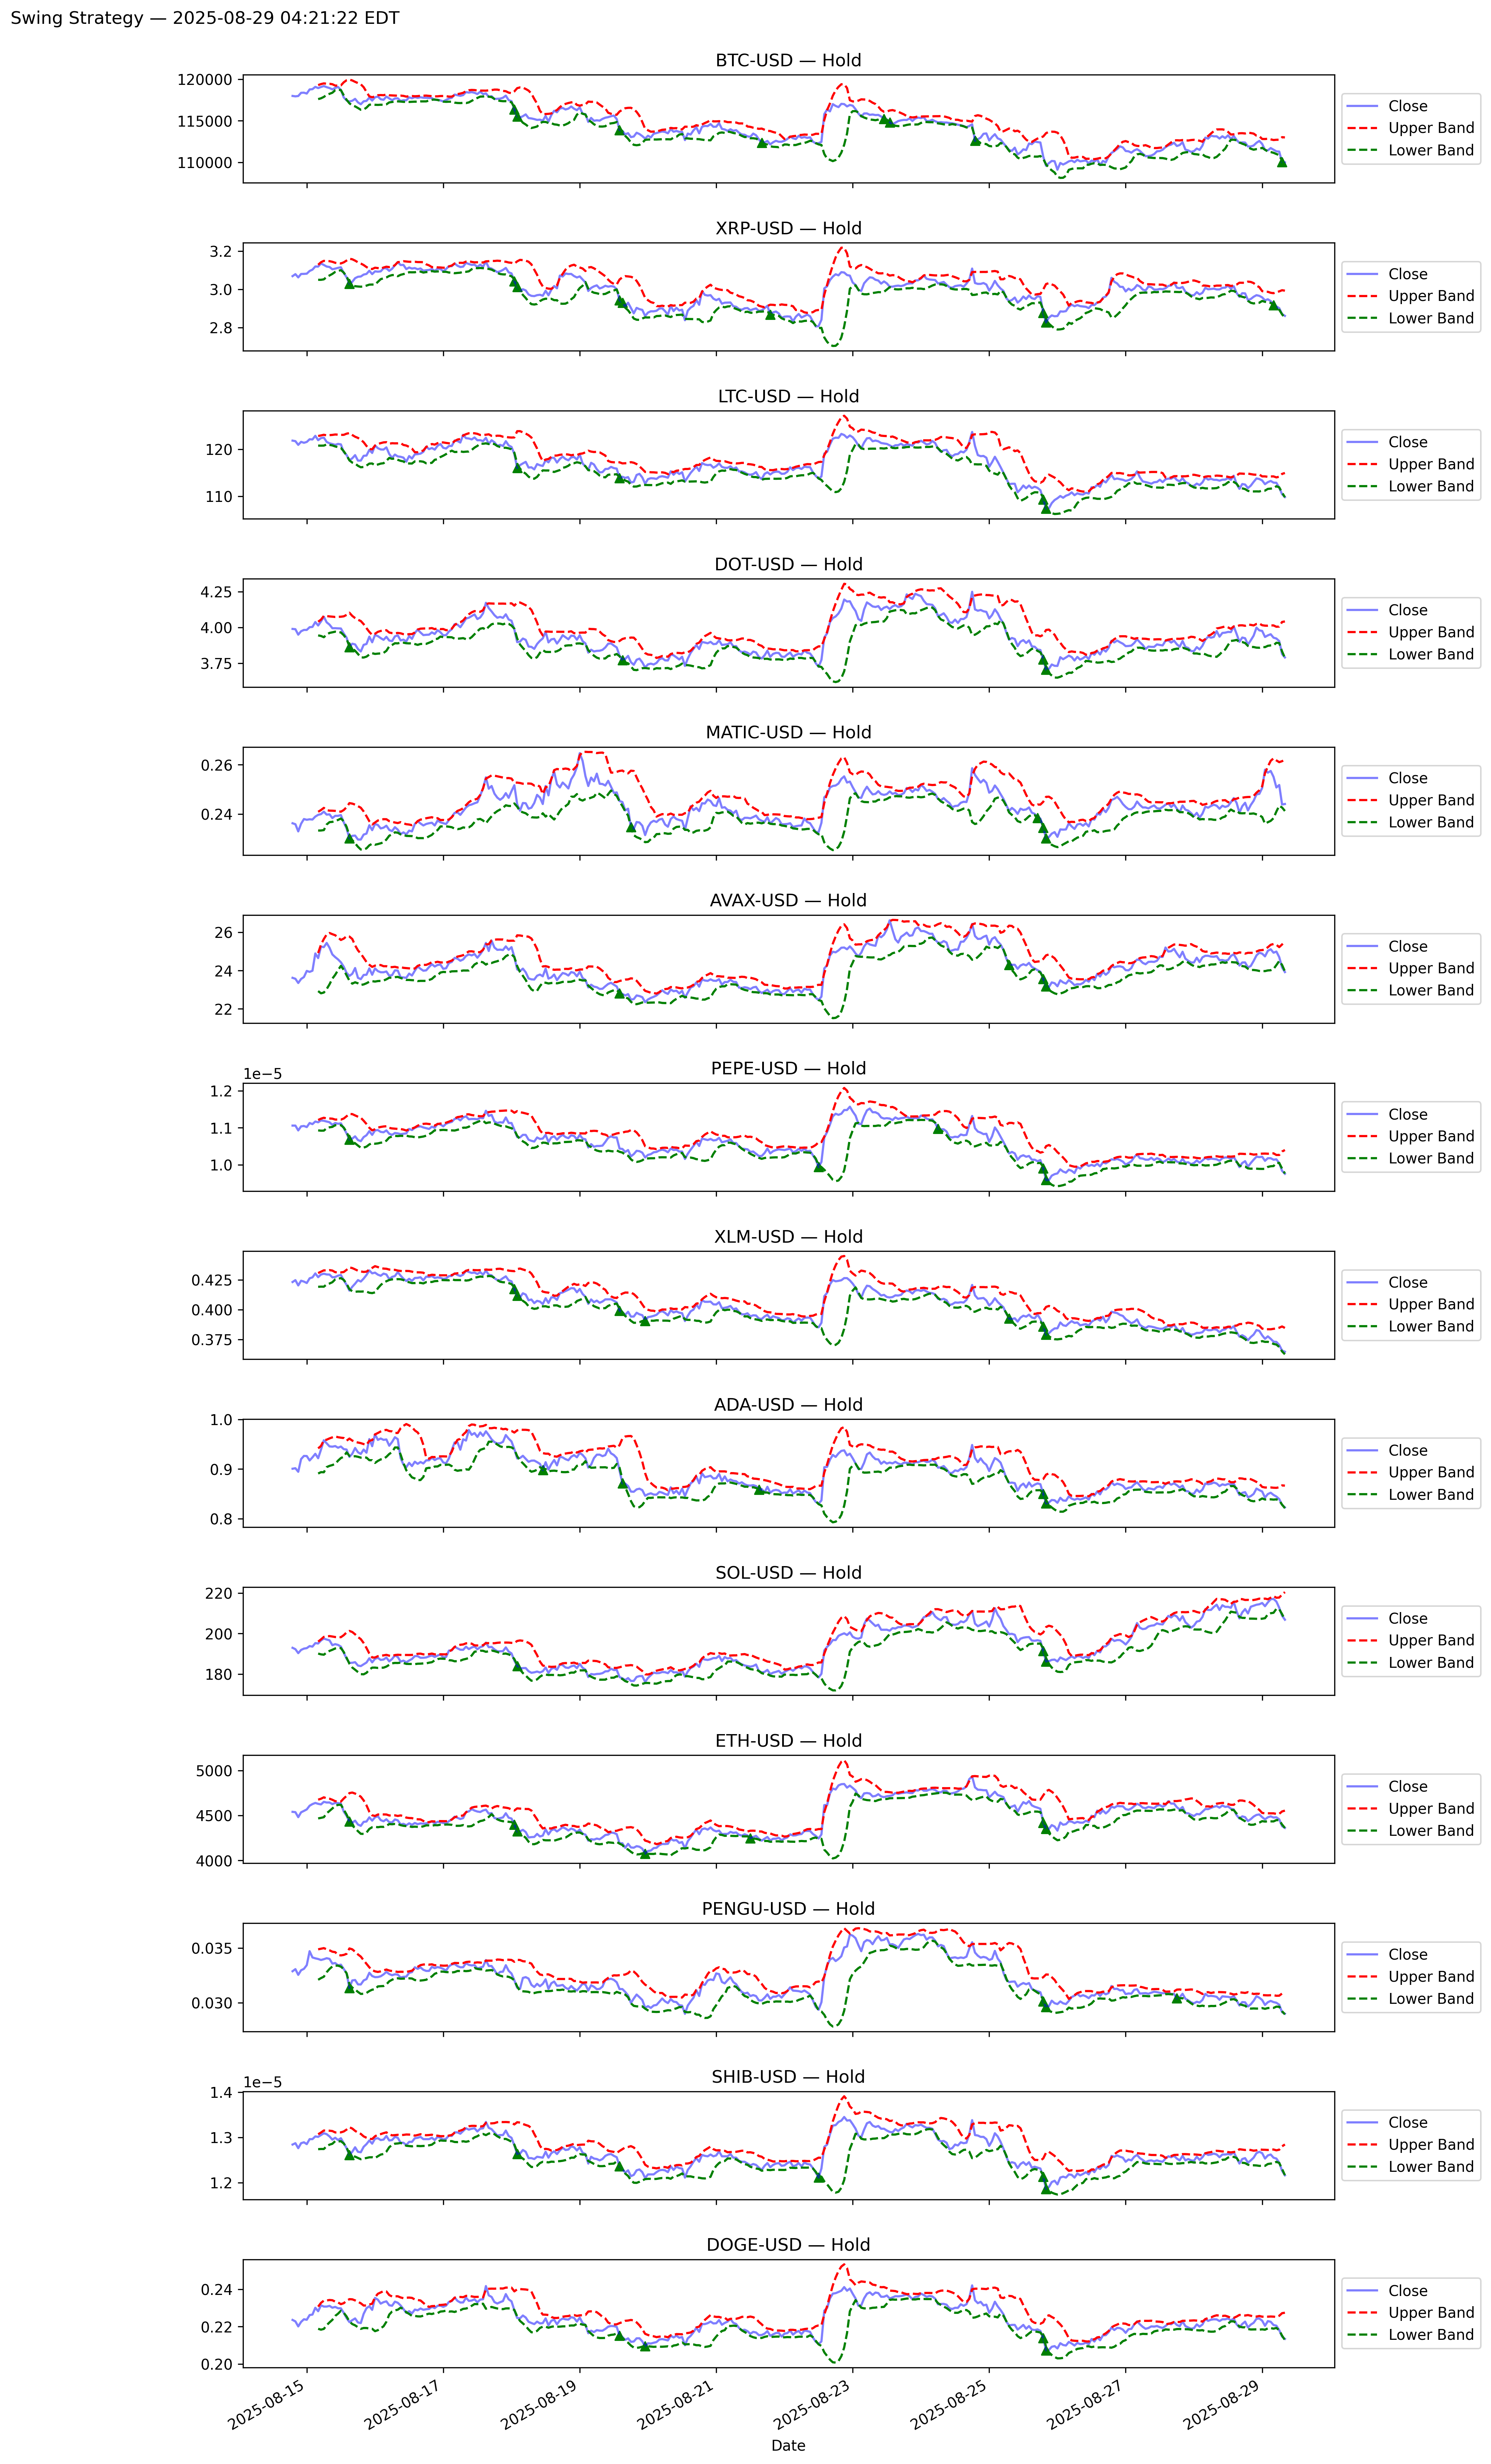 Swing Strategy — 2025-08-29 04:21:22 EDT
BTC-USD — Hold
120000
115000
110000
Close
Upper Band
Lower Band
XRP-USD — Hold
3.2
3.0
2.8
Close
Upper Band
Lower Band
LTC-USD — Hold
120
110
Close
Upper Band
Lower Band
DOT-USD — Hold
4.25
4.00
3.75
Close
Upper Band
Lower Band
MATIC-USD — Hold
0.26
0.24
Close
Upper Band
Lower Band
AVAX-USD — Hold
26
24
22
Close
Upper Band
Lower Band
PEPE-USD — Hold
1e−5
1.2
1.1
1.0
Close
Upper Band
Lower Band
XLM-USD — Hold
0.425
0.400
0.375
Close
Upper Band
Lower Band
ADA-USD — Hold
1.0
0.9
0.8
Close
Upper Band
Lower Band
SOL-USD — Hold
220
200
180
Close
Upper Band
Lower Band
ETH-USD — Hold
5000
4500
4000
Close
Upper Band
Lower Band
PENGU-USD — Hold
0.035
0.030
Close
Upper Band
Lower Band
SHIB-USD — Hold
1e−5
1.4
1.3
1.2
Close
Upper Band
Lower Band
DOGE-USD — Hold
0.24
0.22
0.20
Close
Upper Band
Lower Band
2025-08-15
2025-08-17
2025-08-19
2025-08-21
2025-08-23
2025-08-25
2025-08-27
2025-08-29
Date